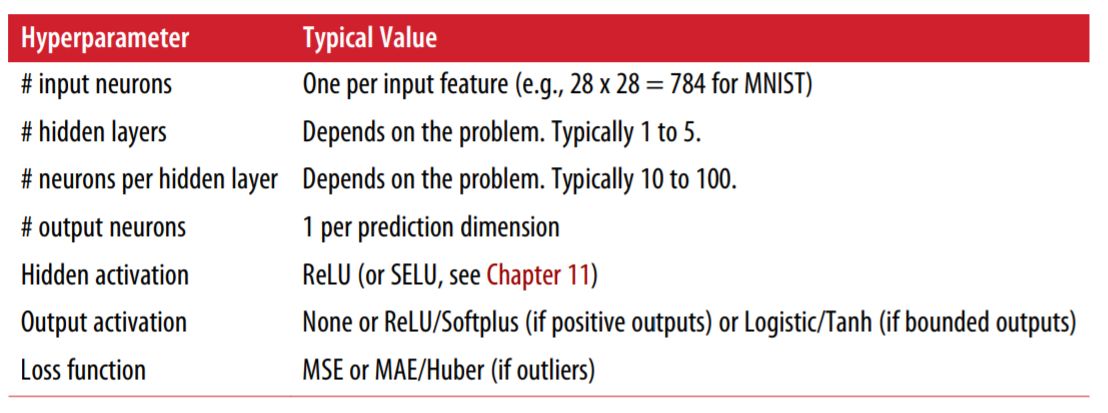 Hyperparameter Typical Value
# input neurons One per input feature (e.g., 28 x 28 = 784 for MNIST)
# hidden layers Depends on the problem. Typically 1 to 5.
# neurons per hidden layer Depends on the problem. Typically 10 to 100.
# output neurons 1 per prediction dimension
Hidden activation ReLU (or SELU, see Chapter 11)
Output activation None or ReLU/Softplus (if positive outputs) or Logistic/Tanh (if bounded outputs)
Loss function MSE or MAE/Huber (if outliers)